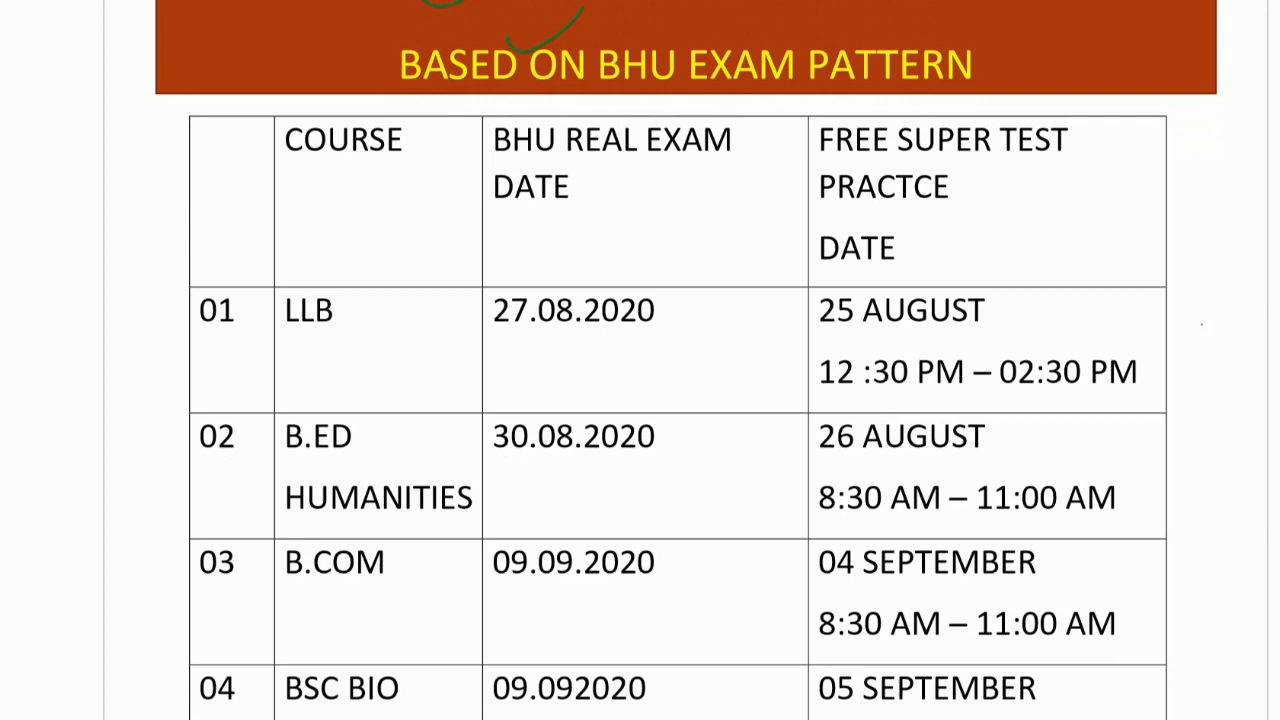 BASED ON BHU EXAM PATTERN
COURSE
BHU REAL EXAM
DATE
FREE SUPER TEST
PRACTCE
DATE
01
LLB
27.08.2020
25 AUGUST
12 :30 PM – 02:30 PM
02
B.ED
HUMANITIES
30.08.2020
26 AUGUST
8:30 AM – 11:00 AM
03
B.COM
09.09.2020
04 SEPTEMBER
8:30 AM – 11:00 AM
04
BSC BIO
09.092020
05 SEPTEMBER